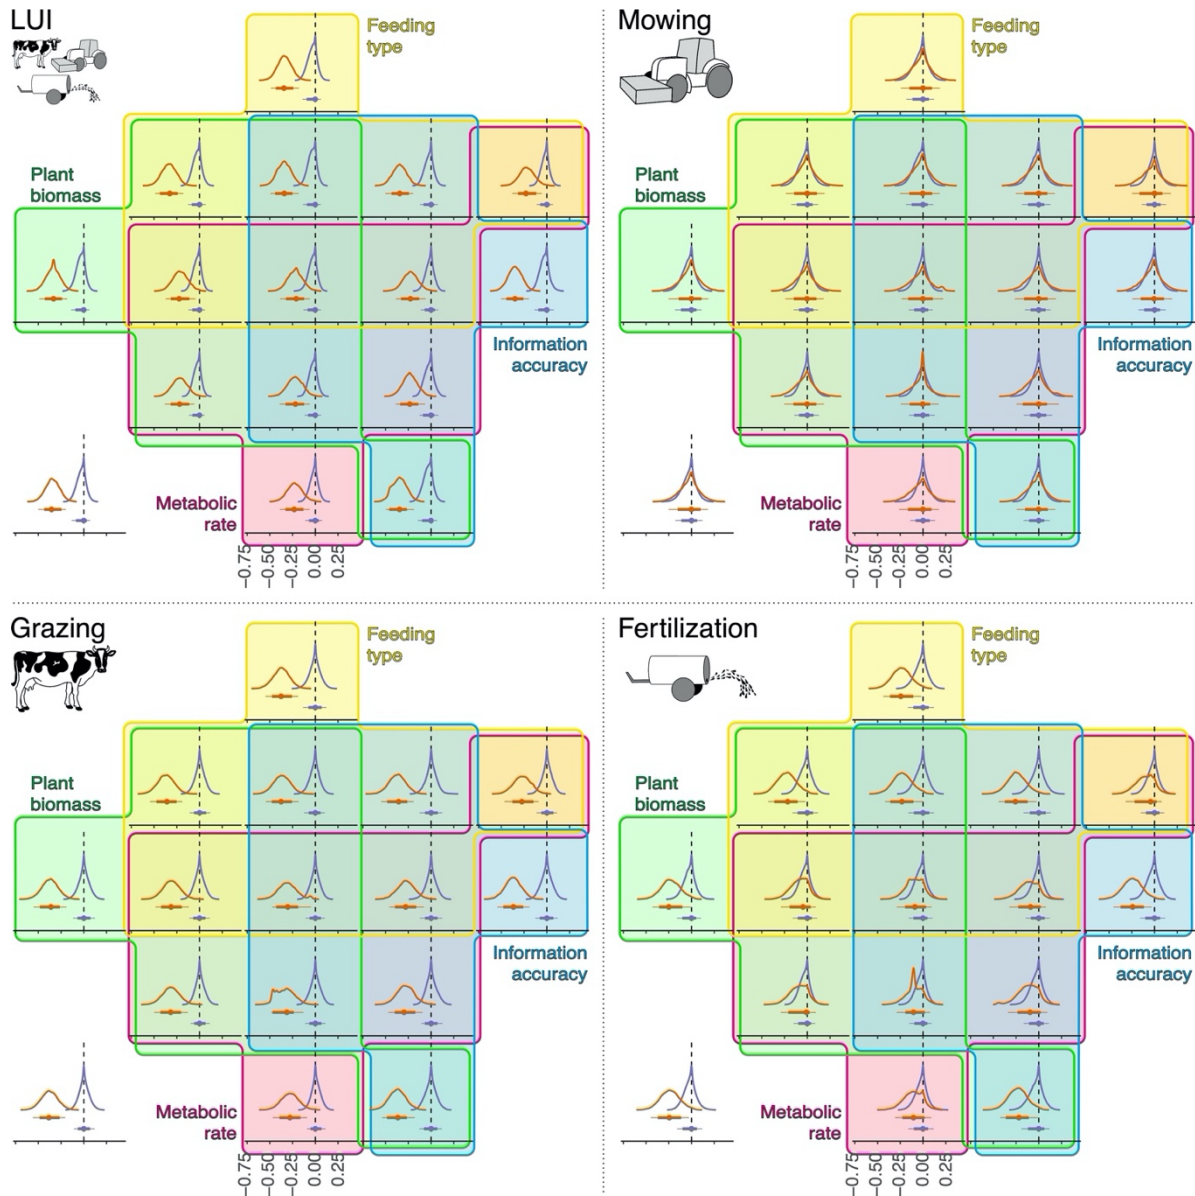 LUI
Feeding
type
Plant
biomass
Information
accuracy
Metabolic
rate
−0.75
−0.50
−0.25
0.00
0.25
Mowing
Feeding
type
Plant
biomass
Information
accuracy
Metabolic
rate
−0.75
−0.50
−0.25
0.00
0.25
Grazing
Feeding
type
Plant
biomass
Information
accuracy
Metabolic
rate
−0.75
−0.50
−0.25
0.00
0.25
Fertilization
Feeding
type
Plant
biomass
Information
accuracy
Metabolic
rate
−0.75
−0.50
−0.25
0.00
0.25